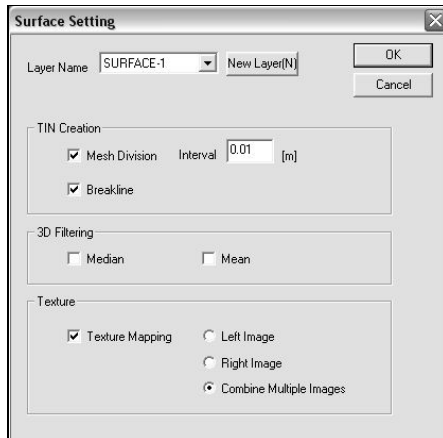 Surface Setting
Layer Name SURFACE-1 New Layer(N) OK
Cancel
TIN Creation
Mesh Division Interval 0.01 [m]
Breakline
3D Filtering
Median Mean
Texture
Texture Mapping Left Image
Right Image
Combine Multiple Images